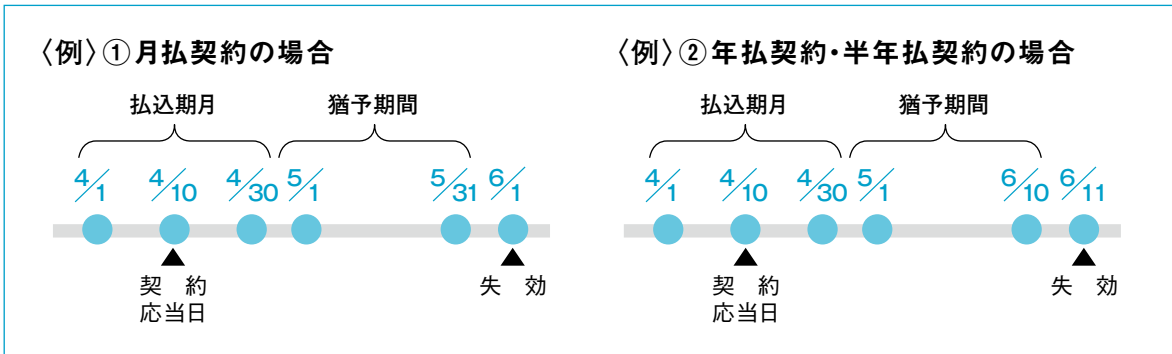 〈例〉①月払契約の場合
払込期月 猶予期間
4/1 4/10 4/30 5/1 5/31 6/1
契 約
応当日
失 効
〈例〉②年払契約・半年払契約の場合
払込期月 猶予期間
4/1 4/10 4/30 5/1 6/10 6/11
契 約
応当日
失 効